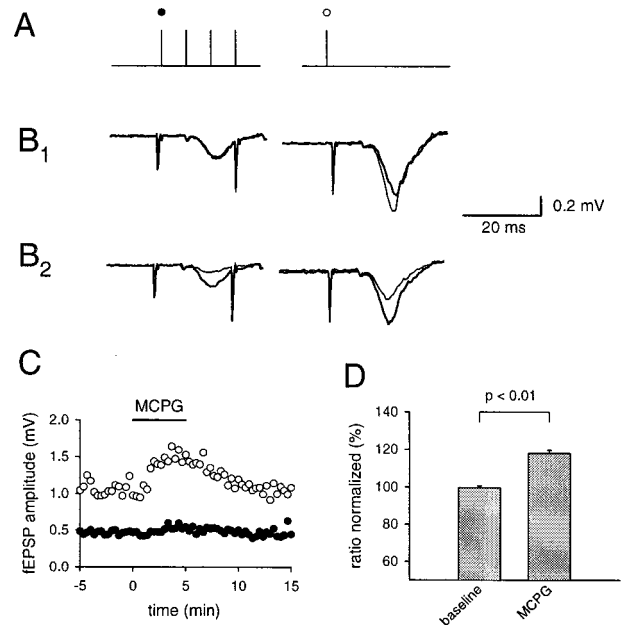 A
B1
0.2 mV
20 ms
B2
C
MCPG
fEPSP amplitude (mV)
2.0
1.5
1.0
0.5
0.0
-5
0
5
10
15
time (min)
D
p < 0.01
ratio normalized (%)
140
120
100
80
60
baseline
MCPG